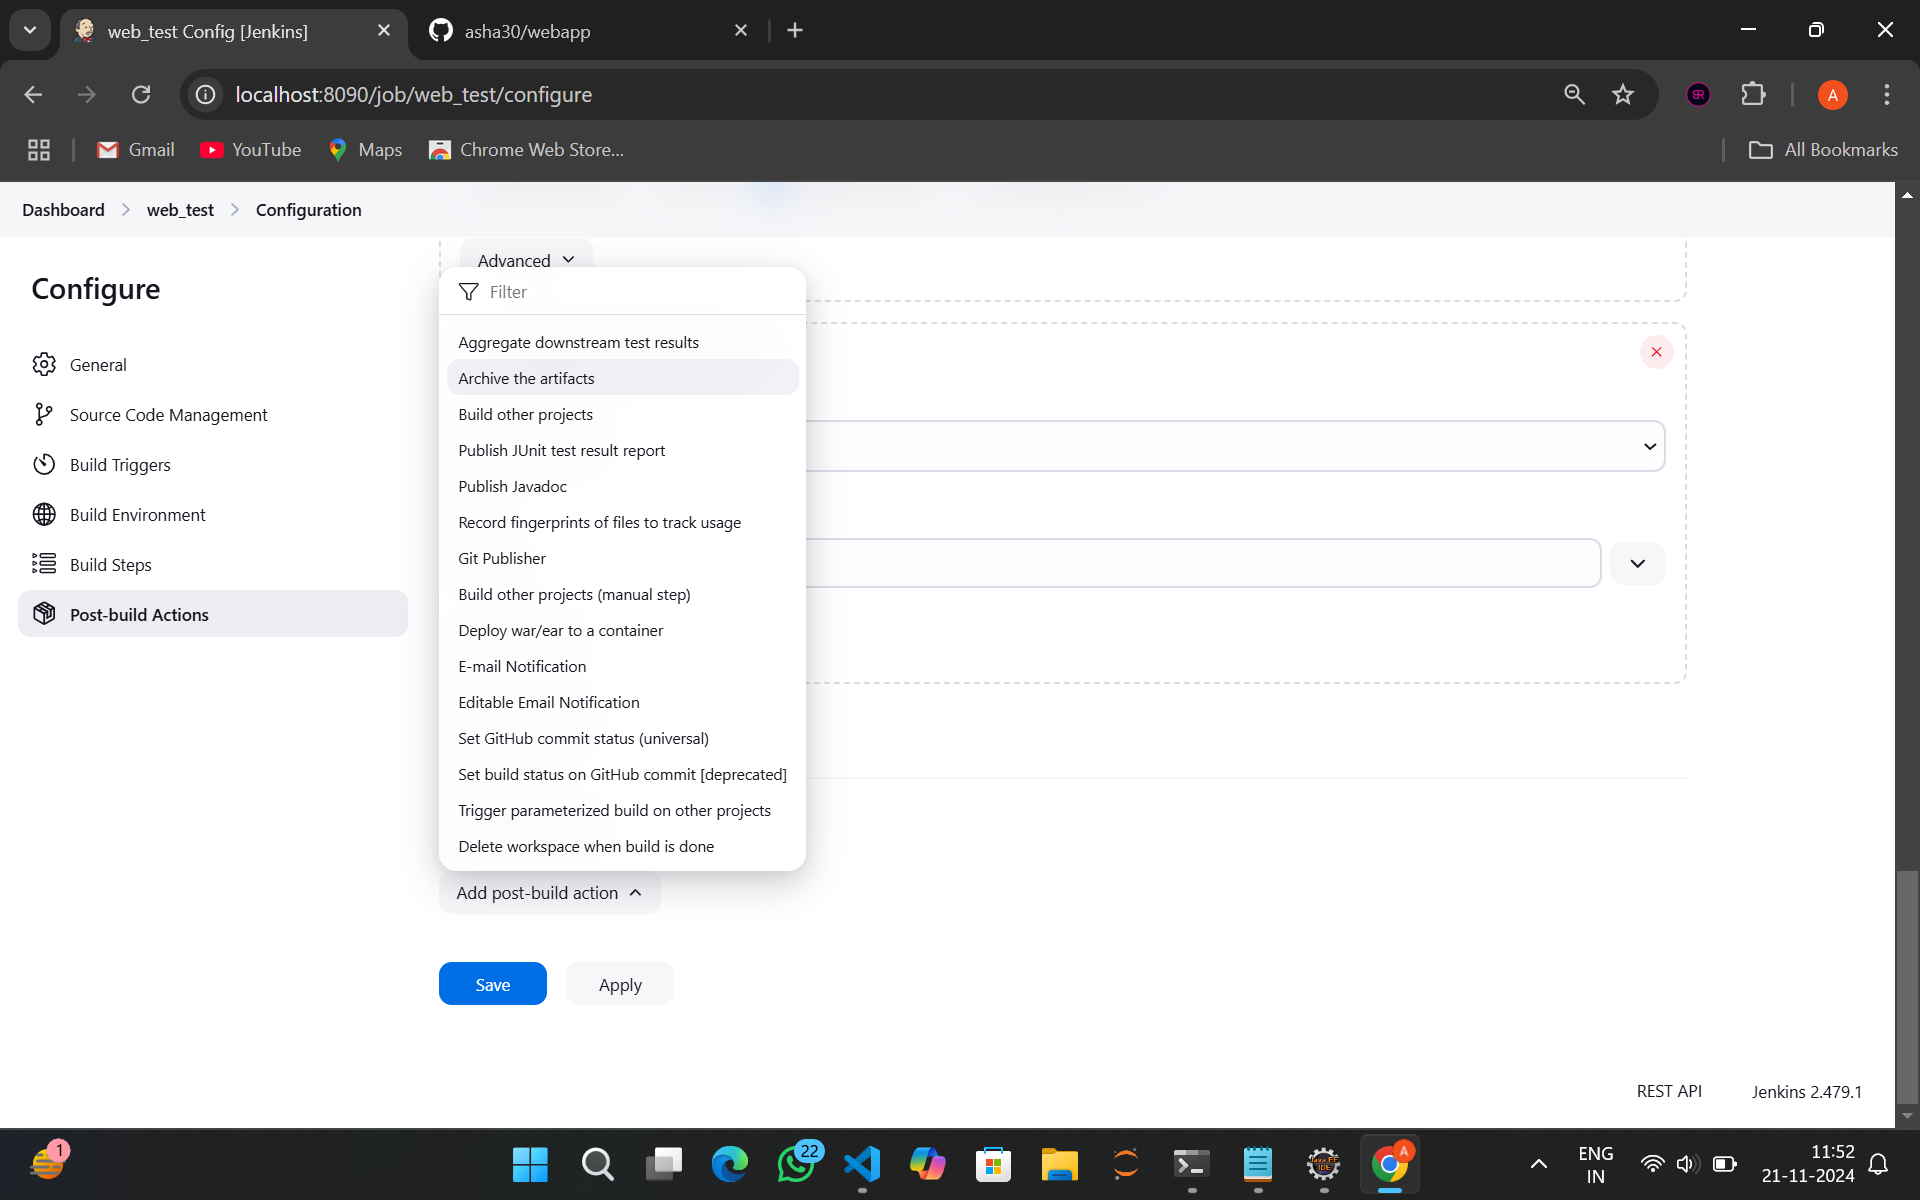 web_test Config [Jenkins]
asha30/webapp
localhost:8090/job/web_test/configure
A
Gmail
YouTube
Maps
Chrome Web Store...
All Bookmarks
Dashboard
web_test
Configuration
Configure
General
Source Code Management
Build Triggers
Build Environment
Build Steps
Post-build Actions
Advanced
Filter
Aggregate downstream test results
Archive the artifacts
Build other projects
Publish JUnit test result report
Publish Javadoc
Record fingerprints of files to track usage
Git Publisher
Build other projects (manual step)
Deploy war/ear to a container
E-mail Notification
Editable Email Notification
Set GitHub commit status (universal)
Set build status on GitHub commit [deprecated]
Trigger parameterized build on other projects
Delete workspace when build is done
Add post-build action
Save
Apply
REST API
Jenkins 2.479.1
1
22
Java EE
IDE
A
ENG
IN
11:52
21-11-2024